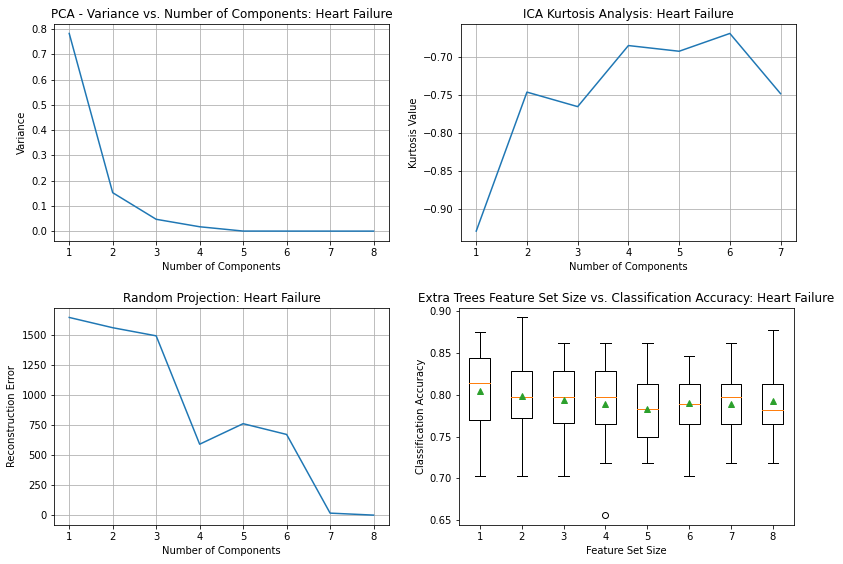 PCA - Variance vs. Number of Components: Heart Failure
0.8
0.7
0.6
0.5
0.4
0.3
0.2
0.1
0.0
Variance
1 2 3 4 5 6 7 8
Number of Components
ICA Kurtosis Analysis: Heart Failure
−0.70
−0.75
−0.80
−0.85
−0.90
Kurtosis Value
1 2 3 4 5 6 7
Number of Components
Random Projection: Heart Failure
1500
1250
1000
750
500
250
0
Reconstruction Error
1 2 3 4 5 6 7 8
Number of Components
Extra Trees Feature Set Size vs. Classification Accuracy: Heart Failure
0.90
0.85
0.80
0.75
0.70
0.65
Classification Accuracy
1 2 3 4 5 6 7 8
Feature Set Size